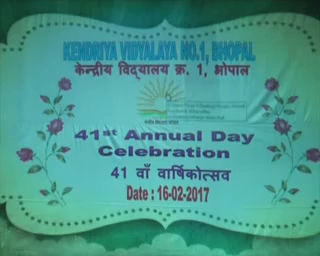 KENDRIYA VIDYALAYA NO.1, BHOPAL
केन्द्रीय विद्यालय क्र. 1, भोपाल
41st Annual Day
Celebration
41 वाँ वार्षिकोत्सव
Date : 16-02-2017